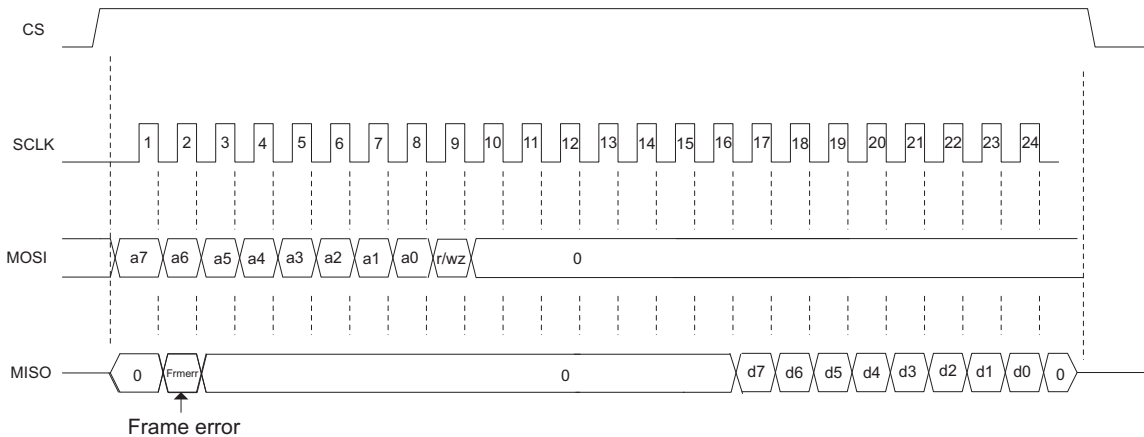 CS
SCLK 1 2 3 4 5 6 7 8 9 10 11 12 13 14 15 16 17 18 19 20 21 22 23 24
MOSI a7 a6 a5 a4 a3 a2 a1 a0 r/wz 0
MISO 0 Frmerr 0 d7 d6 d5 d4 d3 d2 d1 d0 0
Frame error